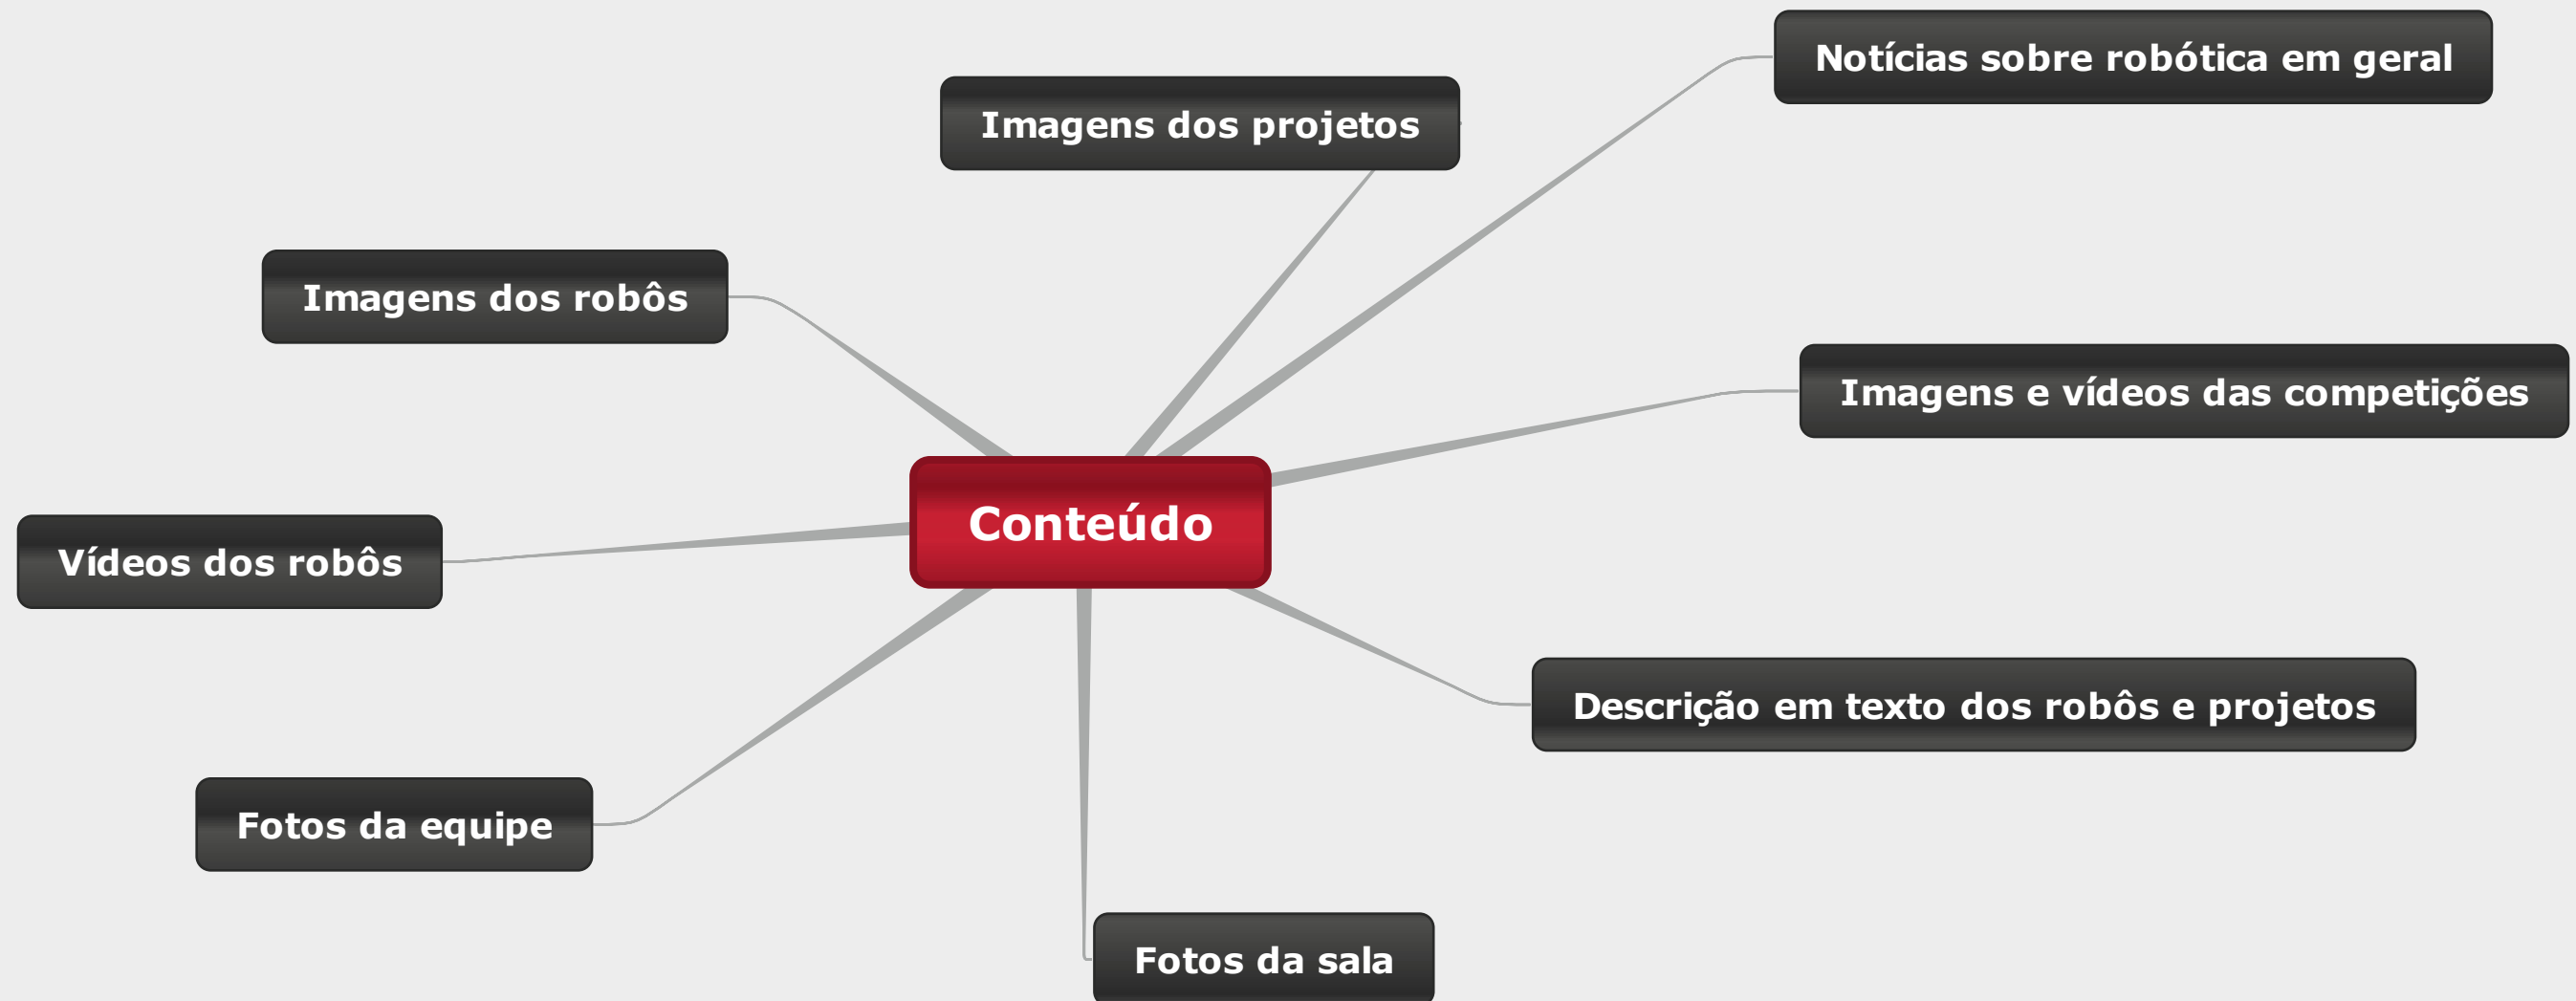 Notícias sobre robótica em geral
Imagens dos projetos
Imagens dos robôs
Imagens e vídeos das competições
Conteúdo
Vídeos dos robôs
Descrição em texto dos robôs e projetos
Fotos da equipe
Fotos da sala